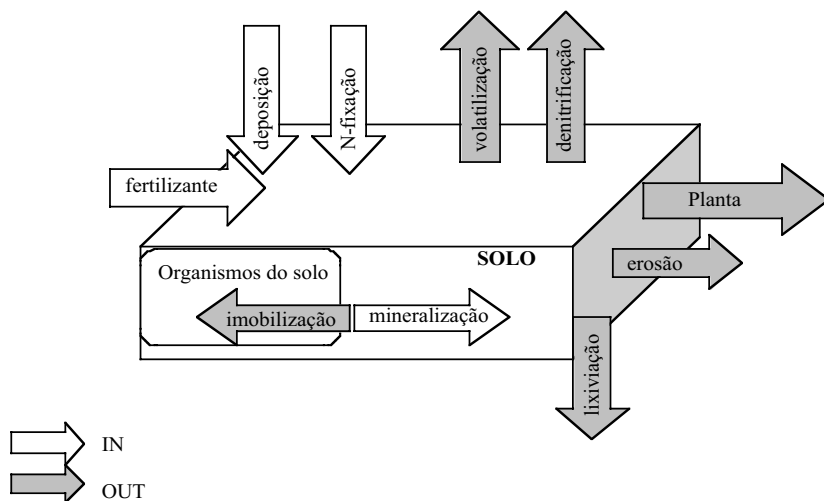 deposição
N-fixação
volatilização
denitrificação
fertilizante
Planta
SOLO
erosão
Organismos do solo
imobilização
mineralização
lixiviação
IN
OUT